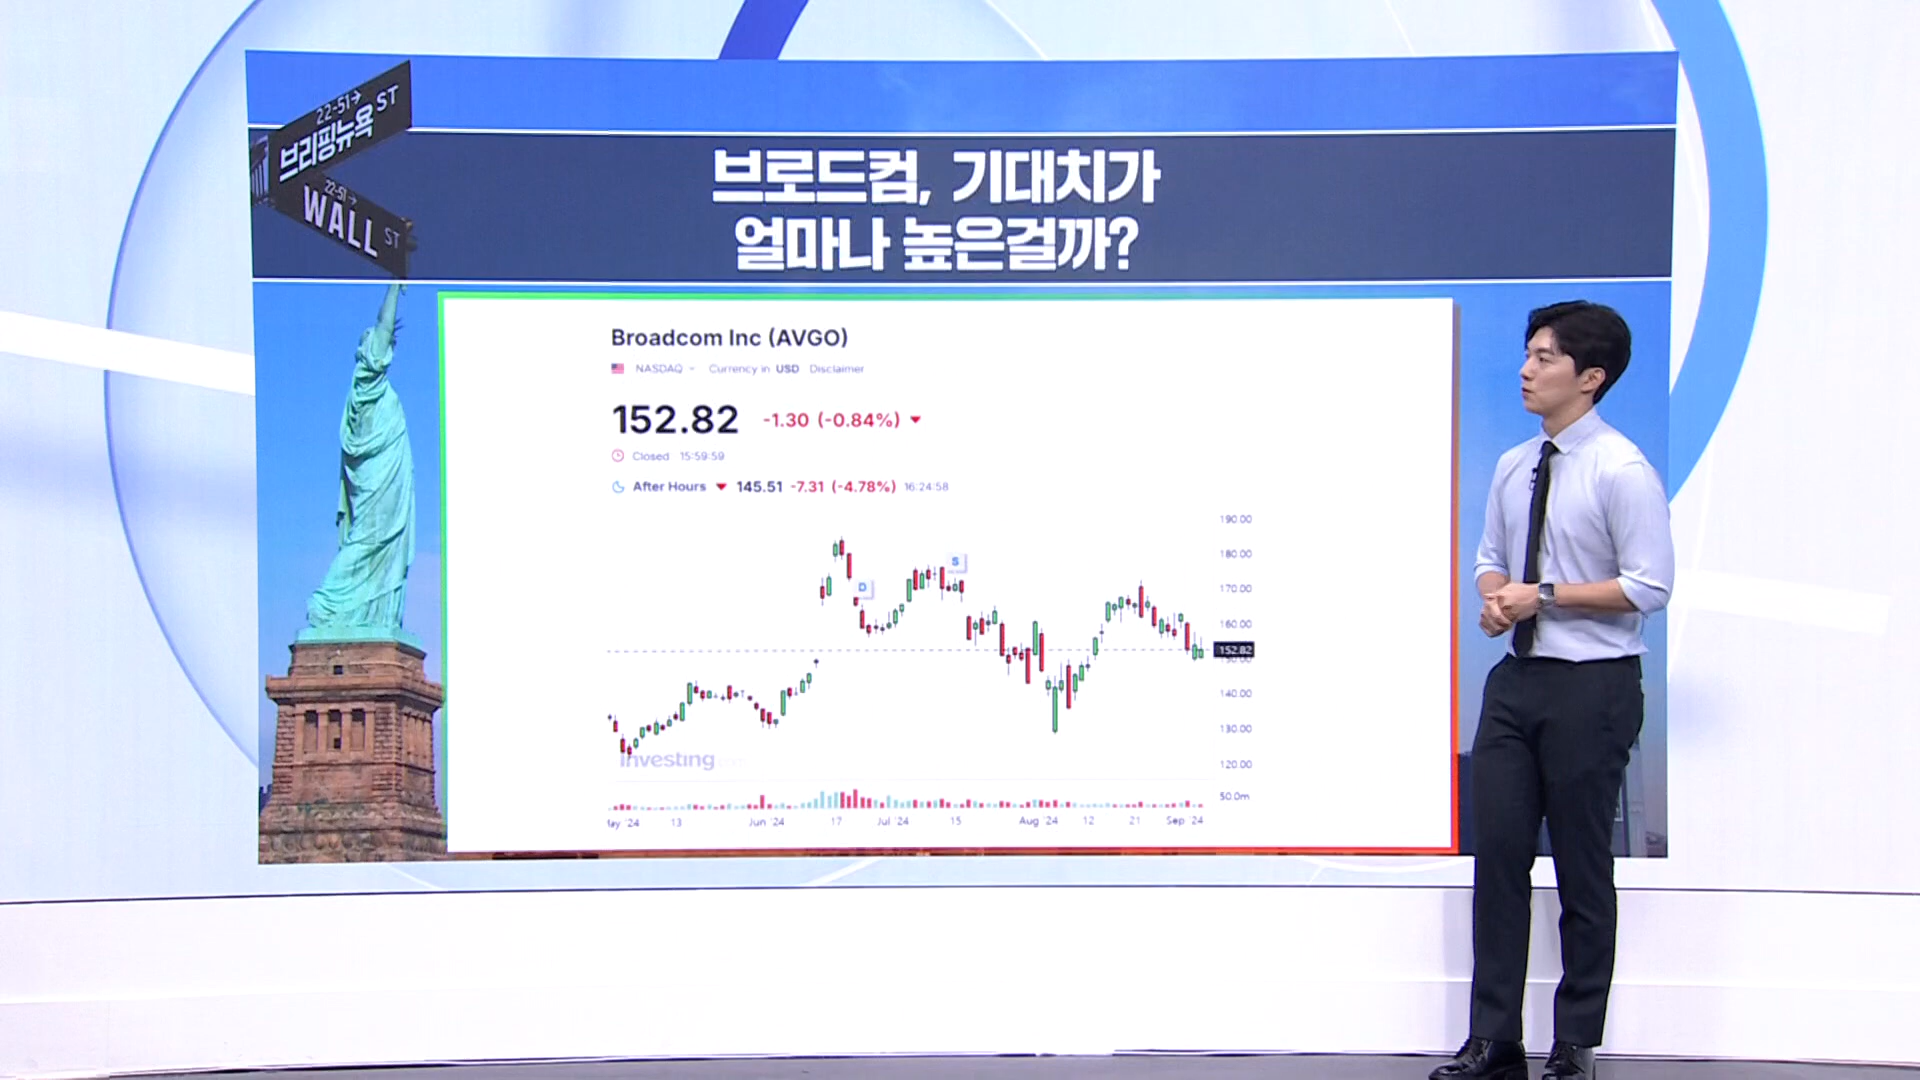 22-51→ ST
브리핑뉴욕
22-51→
WALL ST
브로드컴, 기대치가
얼마나 높은걸까?
Broadcom Inc (AVGO)
NASDAQ Currency in USD Disclaimer
152.82 -1.30 (-0.84%)
Closed 15:59:59
After Hours 145.51 -7.31 (-4.78%) 16:24:58
190.00
180.00
S
D
170.00
160.00
152.82
140.00
130.00
Investing
120.00
50.0m
ay '24 13 Jun '24 17 Jul '24 15 Aug '24 12 21 Sep '24